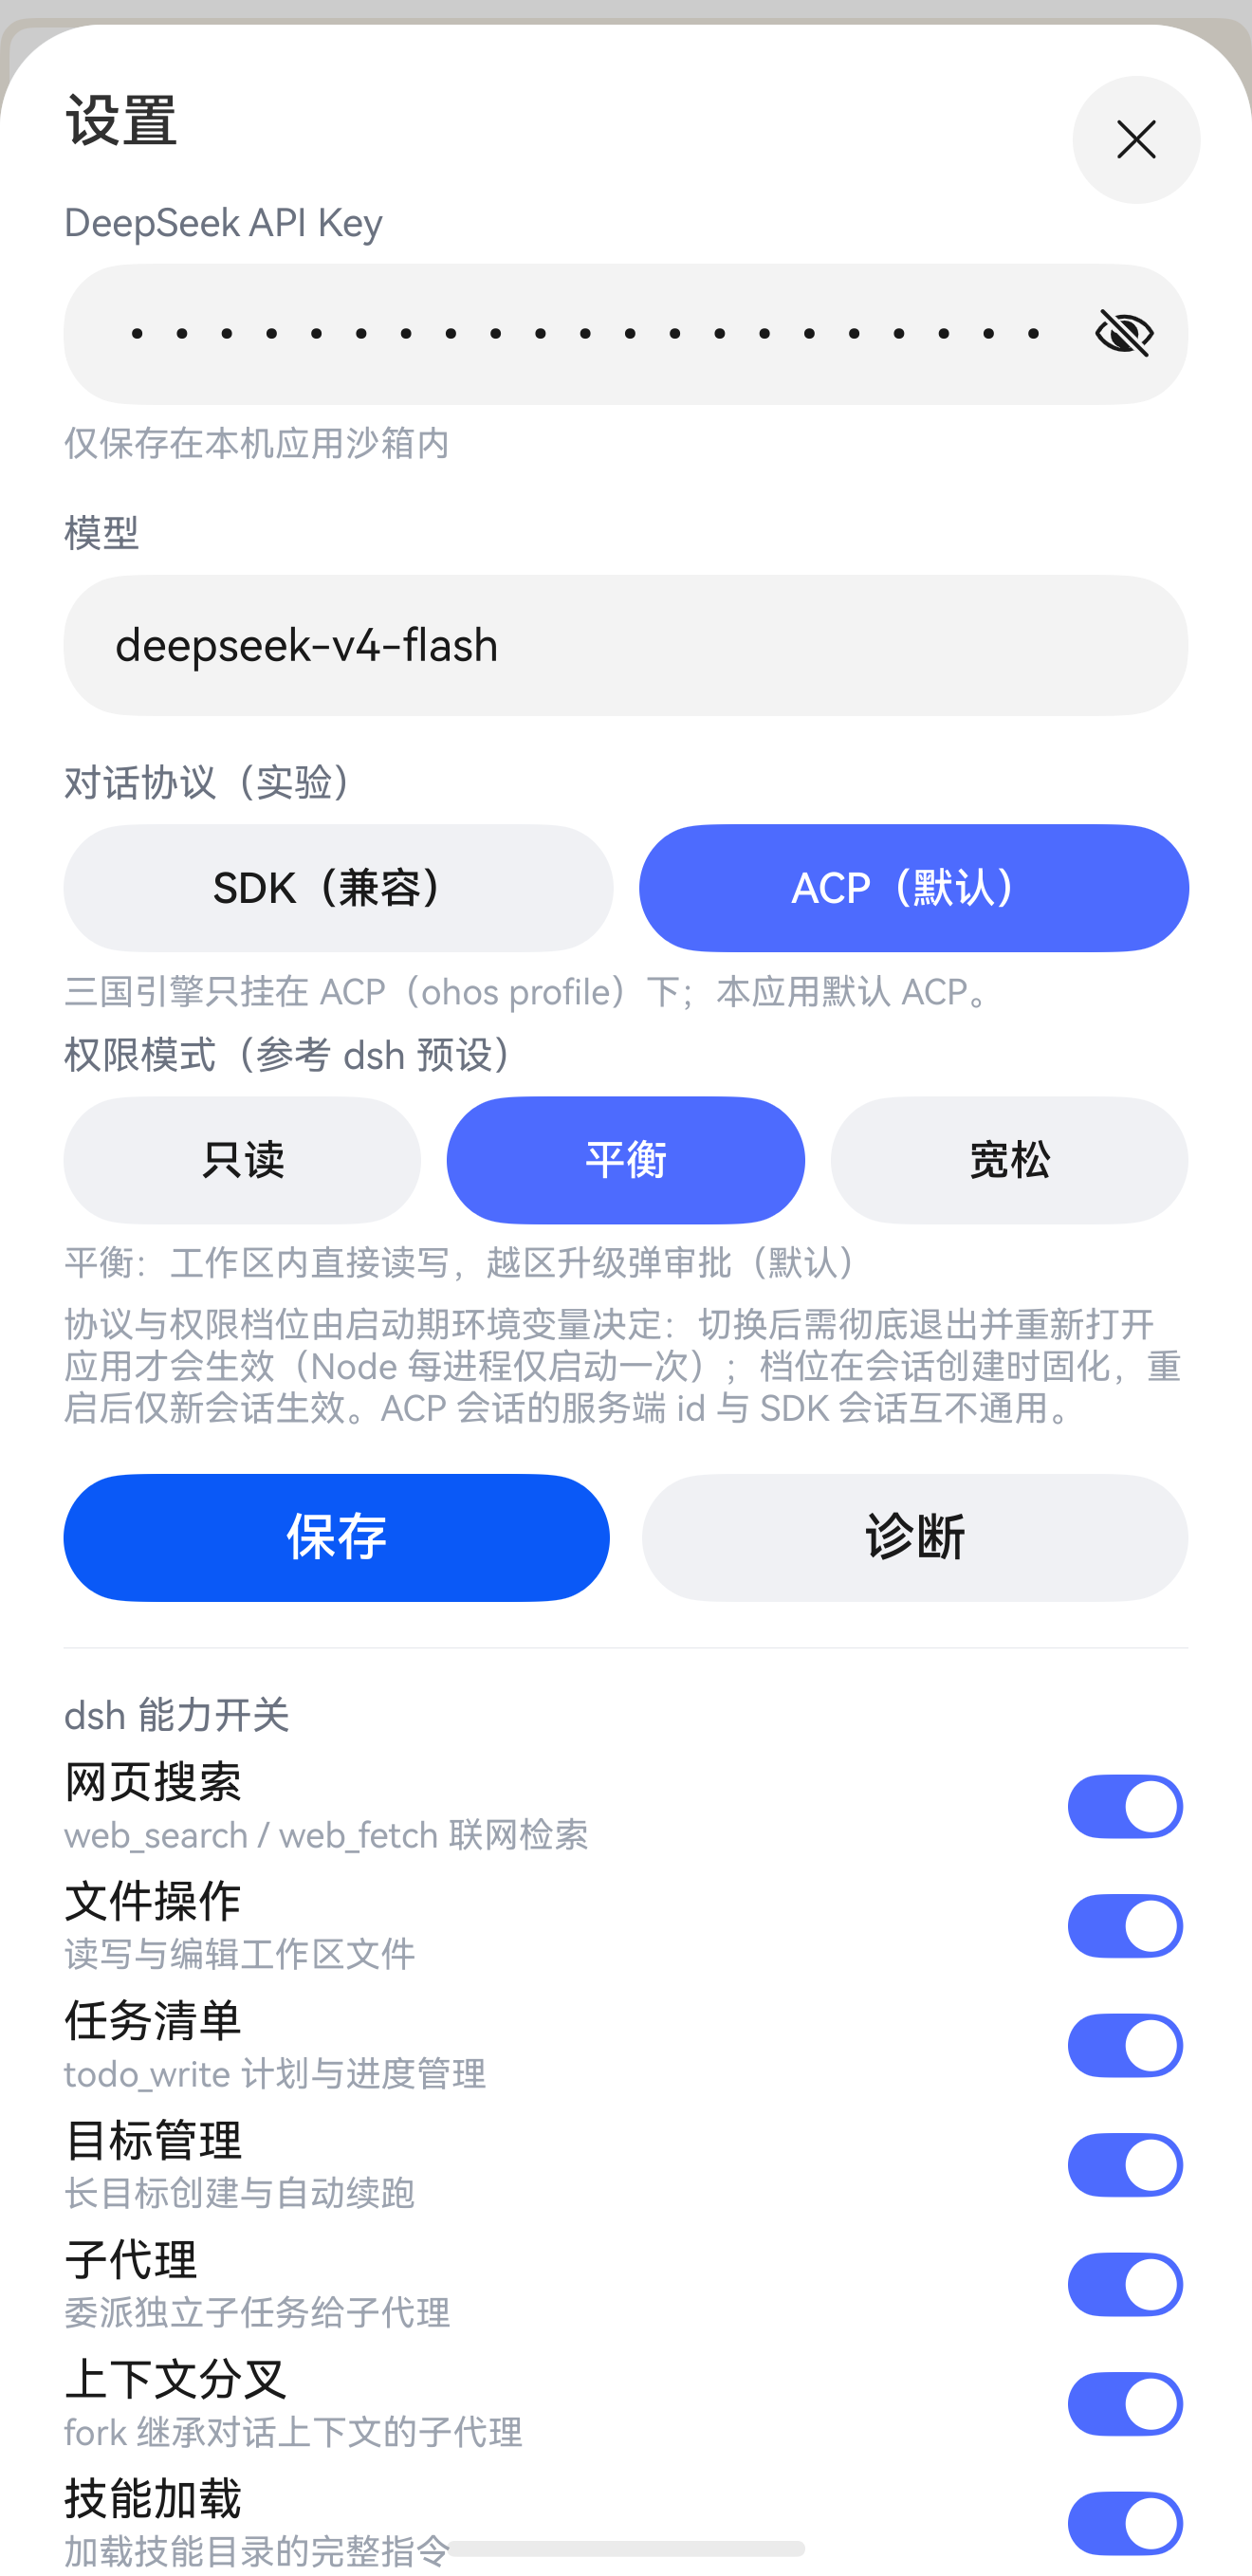 设置
DeepSeek API Key
仅保存在本机应用沙箱内
模型
deepseek-v4-flash
对话协议（实验）
SDK（兼容）
ACP（默认）
三国引擎只挂在 ACP（ohos profile）下；本应用默认 ACP。
权限模式（参考 dsh 预设）
只读
平衡
宽松
平衡：工作区内直接读写，越区升级弹审批（默认）
协议与权限档位由启动期环境变量决定：切换后需彻底退出并重新打开
应用才会生效（Node 每进程仅启动一次）；档位在会话创建时固化，重
启后仅新会话生效。ACP 会话的服务端 id 与 SDK 会话互不通用。
保存
诊断
dsh 能力开关
网页搜索
web_search / web_fetch 联网检索
文件操作
读写与编辑工作区文件
任务清单
todo_write 计划与进度管理
目标管理
长目标创建与自动续跑
子代理
委派独立子任务给子代理
上下文分叉
fork 继承对话上下文的子代理
技能加载
加载技能目录的完整指令